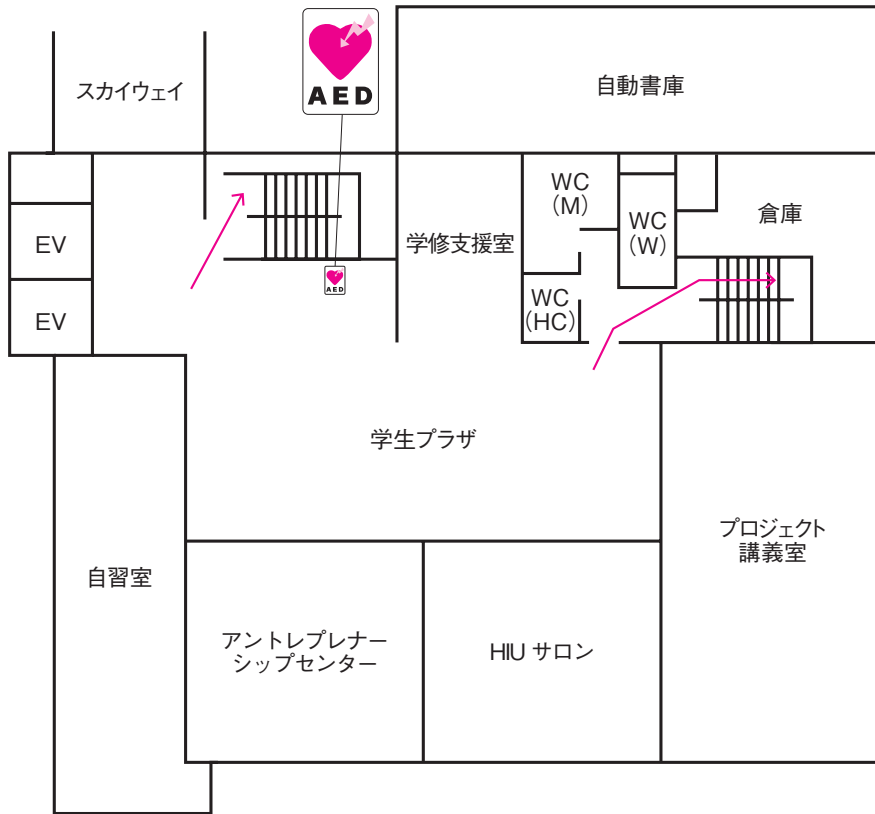 AED
スカイウェイ
自動書庫
WC
(M)
倉庫
EV
学修支援室
WC
(W)
AED
WC
(HC)
EV
学生プラザ
プロジェクト
講義室
自習室
アントレプレナー
シップセンター
HIU サロン